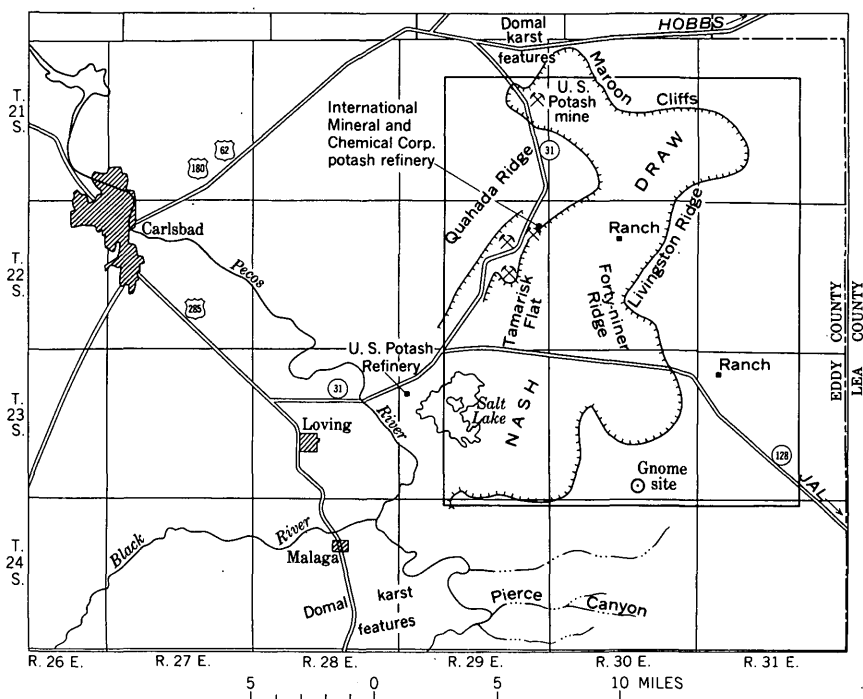 HOBBS
Domal
karst
features
Maroon
Cliffs
T.
21
S.
U. S.
Potash
mine
International
Mineral and
Chemical Corp.
potash refinery
62
180
31
DRAW
Quahada Ridge
Carlsbad
Ranch
Livingston Ridge
Pecos
T.
22
S.
285
Tamarisk
Flat
Forty-niner
Ridge
EDDY COUNTY
LEA COUNTY
U. S. Potash
Refinery
Ranch
31
T.
23
S.
River
Salt
Lake
NASH
Loving
128
JAL
Gnome
site
T.
24
S.
Black
River
Malaga
Domal
karst
features
Pierce
Canyon
R. 26 E.
R. 27 E.
R. 28 E.
R. 29 E.
R. 30 E.
R. 31 E.
5 0 5 10 MILES